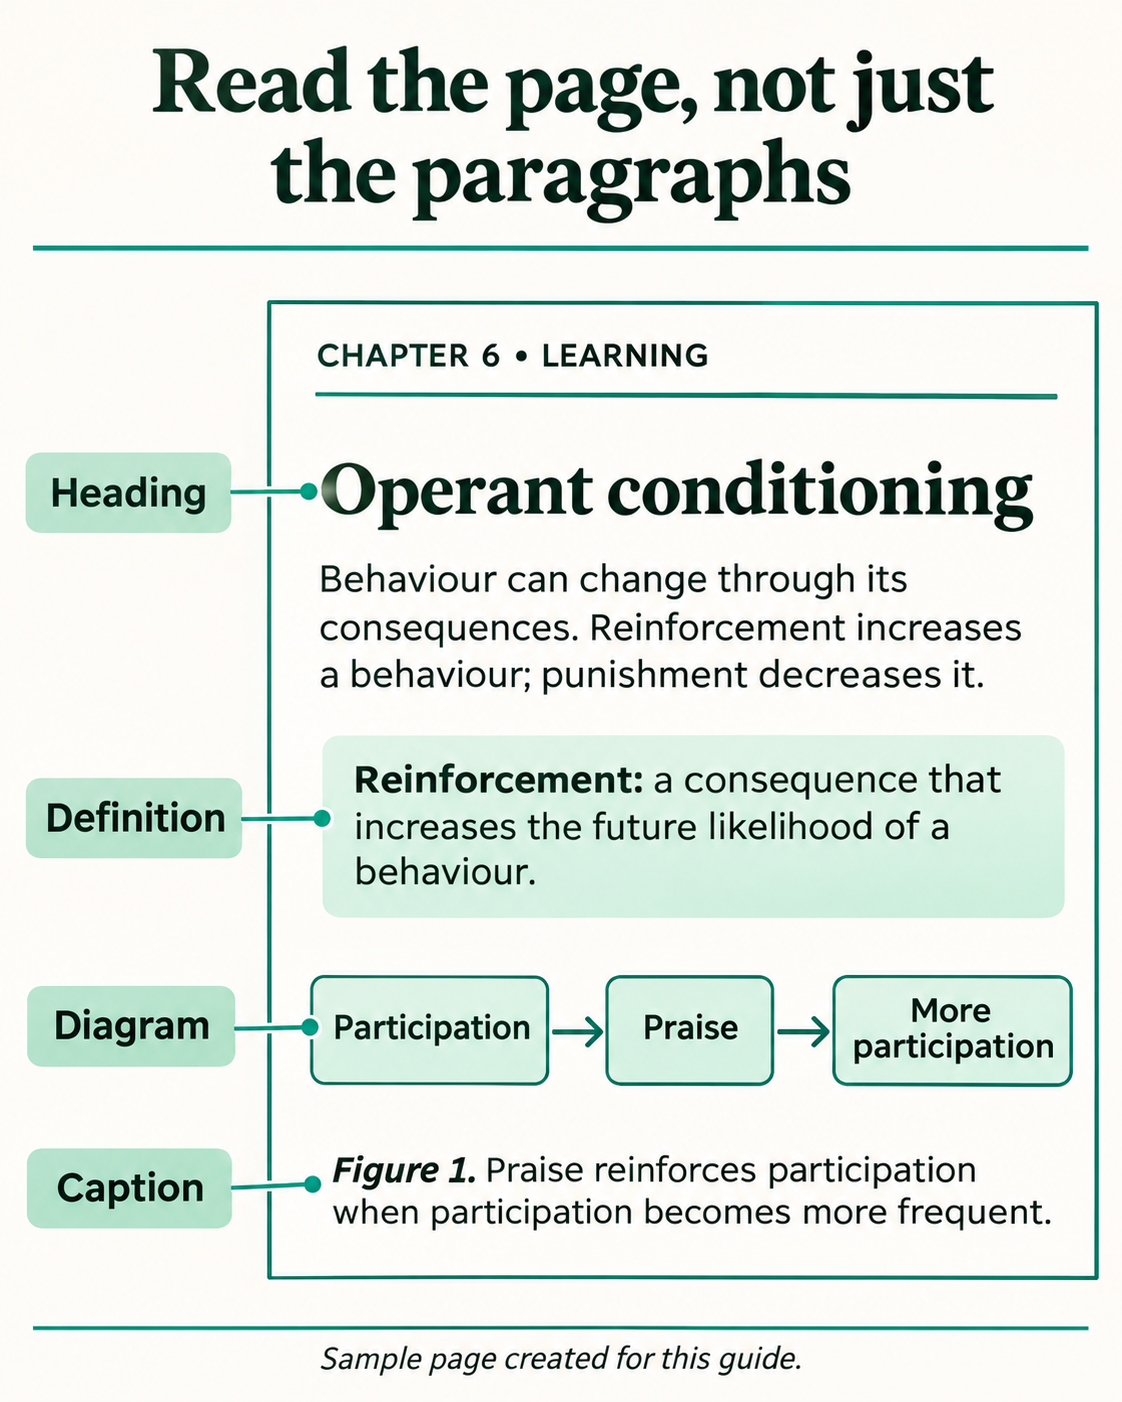 Read the page, not just
the paragraphs
CHAPTER 6 • LEARNING
Heading
Operant conditioning
Behaviour can change through its
consequences. Reinforcement increases
a behaviour; punishment decreases it.
Definition
Reinforcement: a consequence that
increases the future likelihood of a
behaviour.
Diagram
Participation
Praise
More
participation
Caption
Figure 1. Praise reinforces participation
when participation becomes more frequent.
Sample page created for this guide.